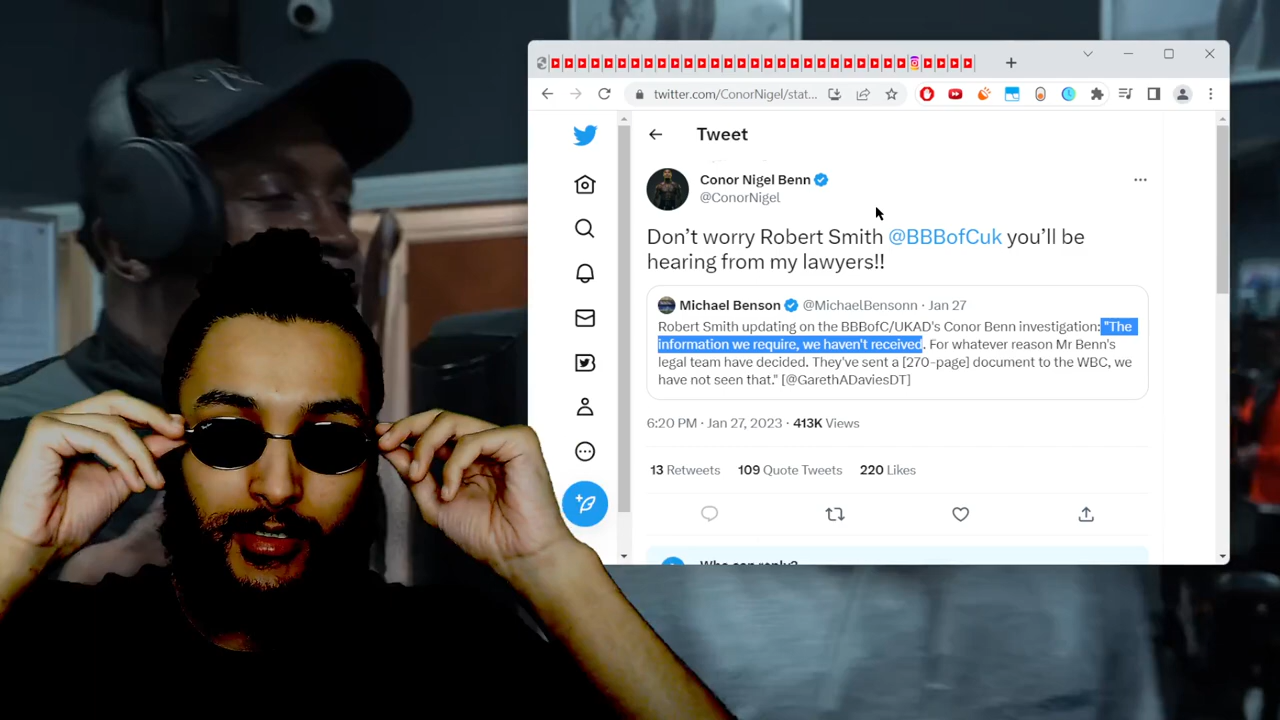 twitter.com/ConorNigel/stat...
Tweet
Conor Nigel Benn
@ConorNigel
Don’t worry Robert Smith @BBBofCuk you’ll be
hearing from my lawyers!!
Michael Benson @MichaelBensonn · Jan 27
Robert Smith updating on the BBBofC/UKAD's Conor Benn investigation: "The
information we require, we haven't received. For whatever reason Mr Benn's
legal team have decided. They've sent a [270-page] document to the WBC, we
have not seen that." [@GarethADaviesDT]
6:20 PM · Jan 27, 2023 · 413K Views
13 Retweets 109 Quote Tweets 220 Likes
Who can reply?